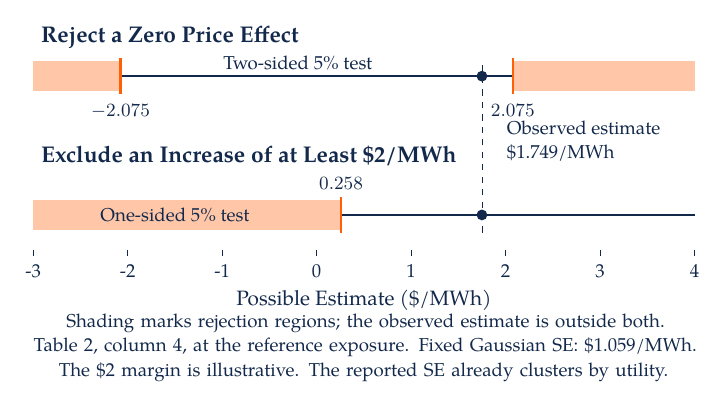 Reject a Zero Price Effect
Two-sided 5% test
−2.075
2.075
Observed estimate
$1.749/MWh
Exclude an Increase of at Least $2/MWh
0.258
One-sided 5% test
-3 -2 -1 0 1 2 3 4
Possible Estimate ($/MWh)
Shading marks rejection regions; the observed estimate is outside both.
Table 2, column 4, at the reference exposure. Fixed Gaussian SE: $1.059/MWh.
The $2 margin is illustrative. The reported SE already clusters by utility.